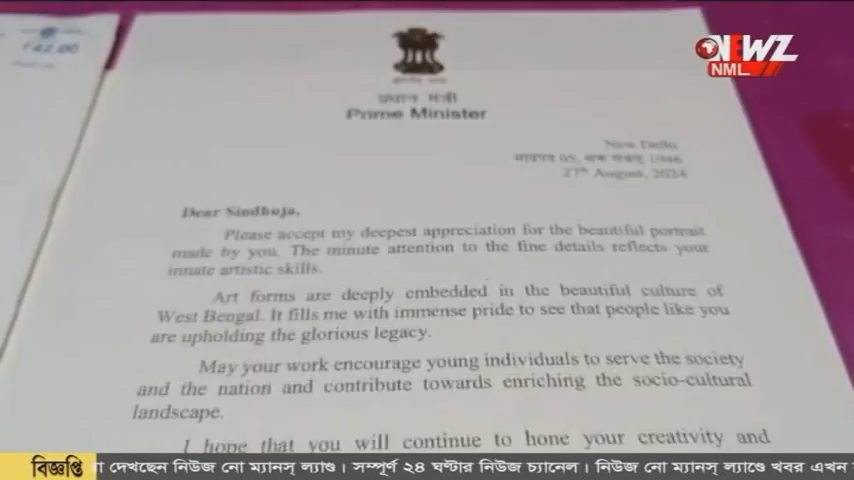 ₹42.00
NEWZ
NML
प्रधान मंत्री
Prime Minister
New Delhi
भाद्रपद 05, शक संवत् 1946
27th August, 2024
Dear Sindhuja,
Please accept my deepest appreciation for the beautiful portrait
made by you. The minute attention to the fine details reflects your
innate artistic skills.
Art forms are deeply embedded in the beautiful culture of
West Bengal. It fills me with immense pride to see that people like you
are upholding the glorious legacy.
May your work encourage young individuals to serve the society
and the nation and contribute towards enriching the socio-cultural
landscape.
I hope that you will continue to hone your creativity and
বিজ্ঞপ্তি
দেখছেন নিউজ নো ম্যানস্ ল্যাণ্ড। সম্পূর্ণ ২৪ ঘণ্টার নিউজ চ্যানেল। নিউজ নো ম্যানস্ ল্যাণ্ডে খবর এখন